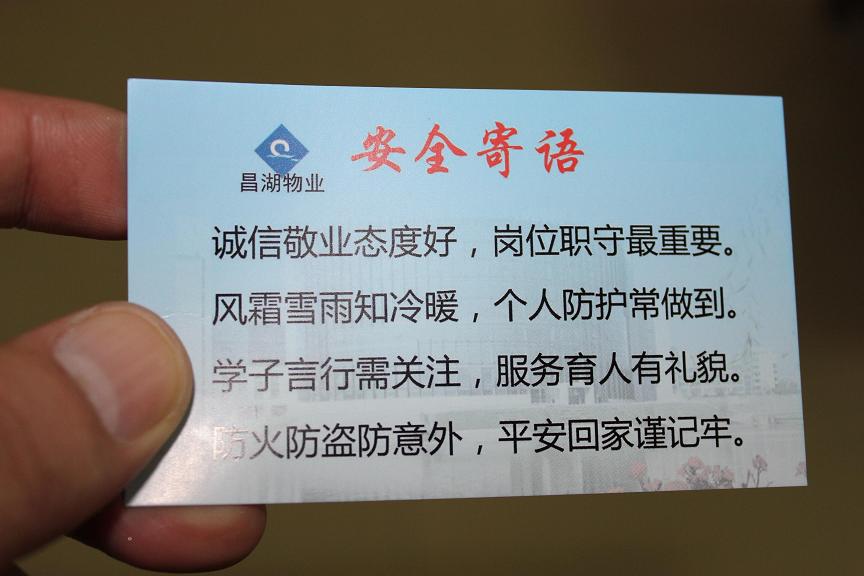 安全寄语
昌湖物业
诚信敬业态度好，岗位职守最重要。
风霜雪雨知冷暖，个人防护常做到。
学子言行需关注，服务育人有礼貌。
防火防盗防意外，平安回家谨记牢。